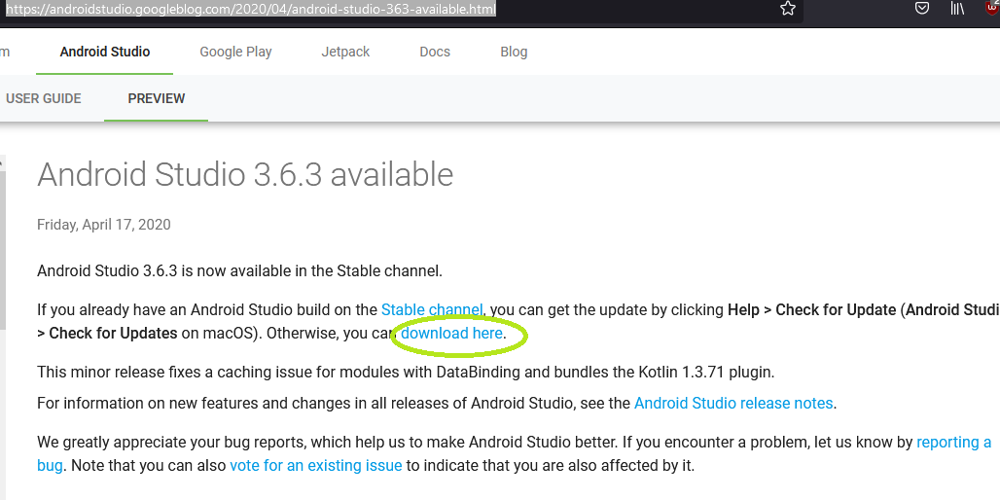 https://androidstudio.googleblog.com/2020/04/android-studio-363-available.html
m Android Studio Google Play Jetpack Docs Blog
USER GUIDE PREVIEW
Android Studio 3.6.3 available
Friday, April 17, 2020
Android Studio 3.6.3 is now available in the Stable channel.
If you already have an Android Studio build on the Stable channel, you can get the update by clicking Help > Check for Update (Android Studi
> Check for Updates on macOS). Otherwise, you can download here.
This minor release fixes a caching issue for modules with DataBinding and bundles the Kotlin 1.3.71 plugin.
For information on new features and changes in all releases of Android Studio, see the Android Studio release notes.
We greatly appreciate your bug reports, which help us to make Android Studio better. If you encounter a problem, let us know by reporting a
bug. Note that you can also vote for an existing issue to indicate that you are also affected by it.